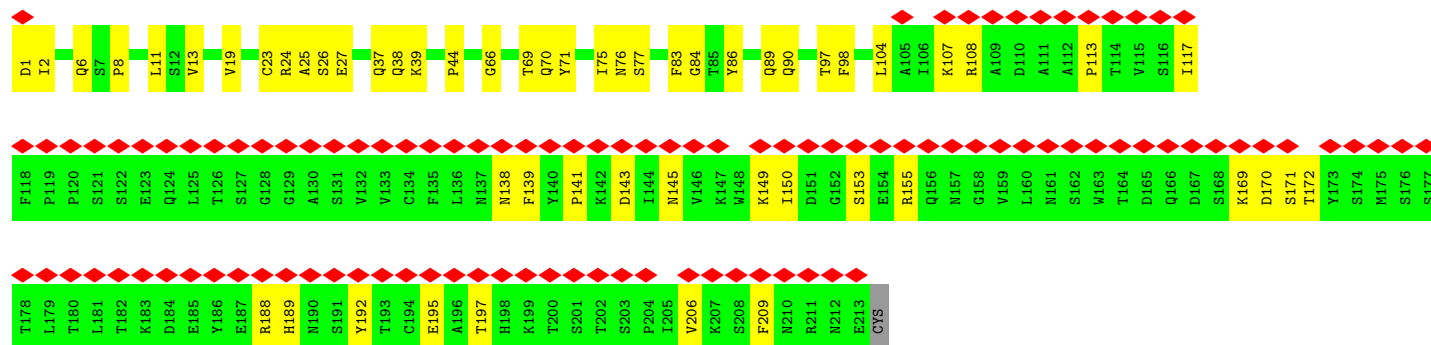 D1 I2 Q6 S7 P8 L11 S12 V13 V19 C23 R24 A25 S26 E27 Q37 Q38 K39 P44 G66 T69 Q70 Y71 I75 N76 S77 F83 G84 T85 Y86 Q89 Q90 T97 F98 L104 A105 I106 K107 R108 A109 D110 A111 A112 P113 T114 V115 S116 I117
F118 P119 P120 S121 S122 E123 Q124 L125 T126 S127 G128 G129 A130 S131 V132 V133 C134 F135 L136 N137 N138 F139 Y140 P141 K142 D143 I144 N145 V146 K147 W148 K149 I150 D151 G152 S153 E154 R155 Q156 N157 G158 V159 L160 N161 S162 W163 T164 D165 Q166 D167 S168 K169 D170 S171 T172 Y173 S174 M175 S176 S177
T178 L179 T180 L181 T182 K183 D184 E185 Y186 E187 R188 H189 N190 S191 Y192 T193 C194 E195 A196 T197 H198 K199 T200 S201 T202 S203 P204 I205 V206 K207 S208 F209 N210 R211 N212 E213 CYS